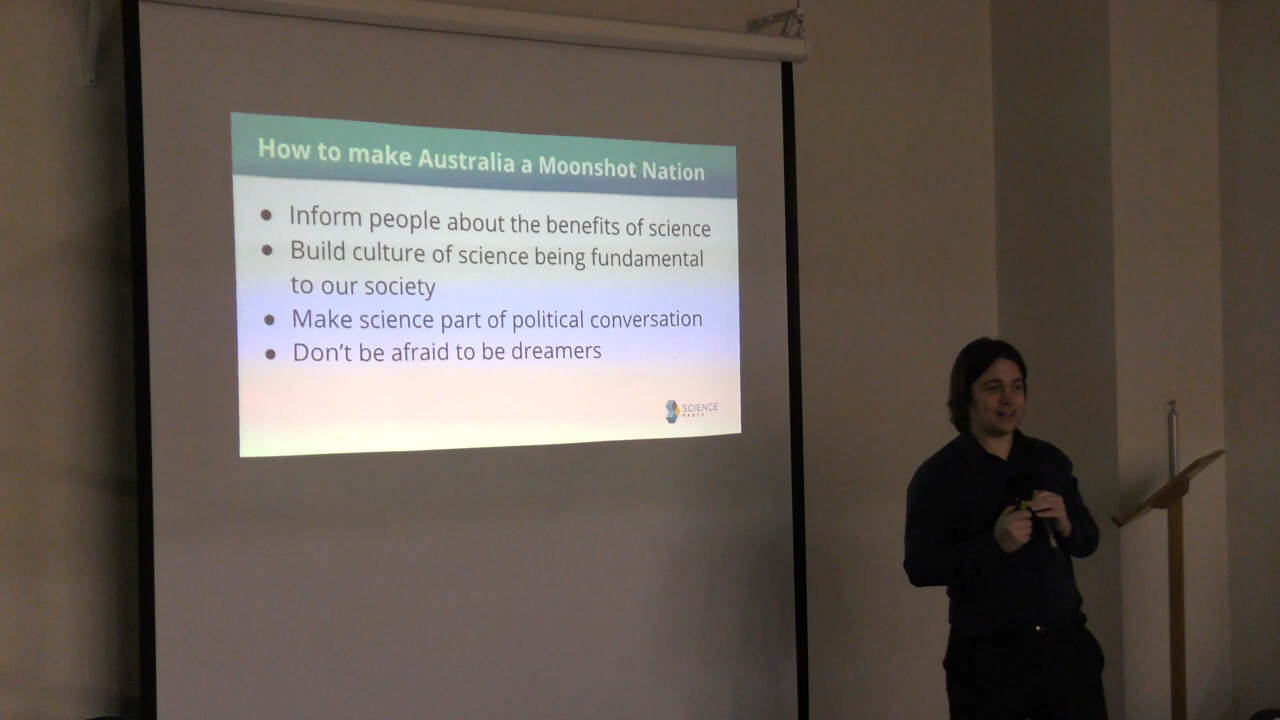 How to make Australia a Moonshot Nation
● Inform people about the benefits of science
● Build culture of science being fundamental
to our society
● Make science part of political conversation
● Don't be afraid to be dreamers
SCIENCE
PARTY